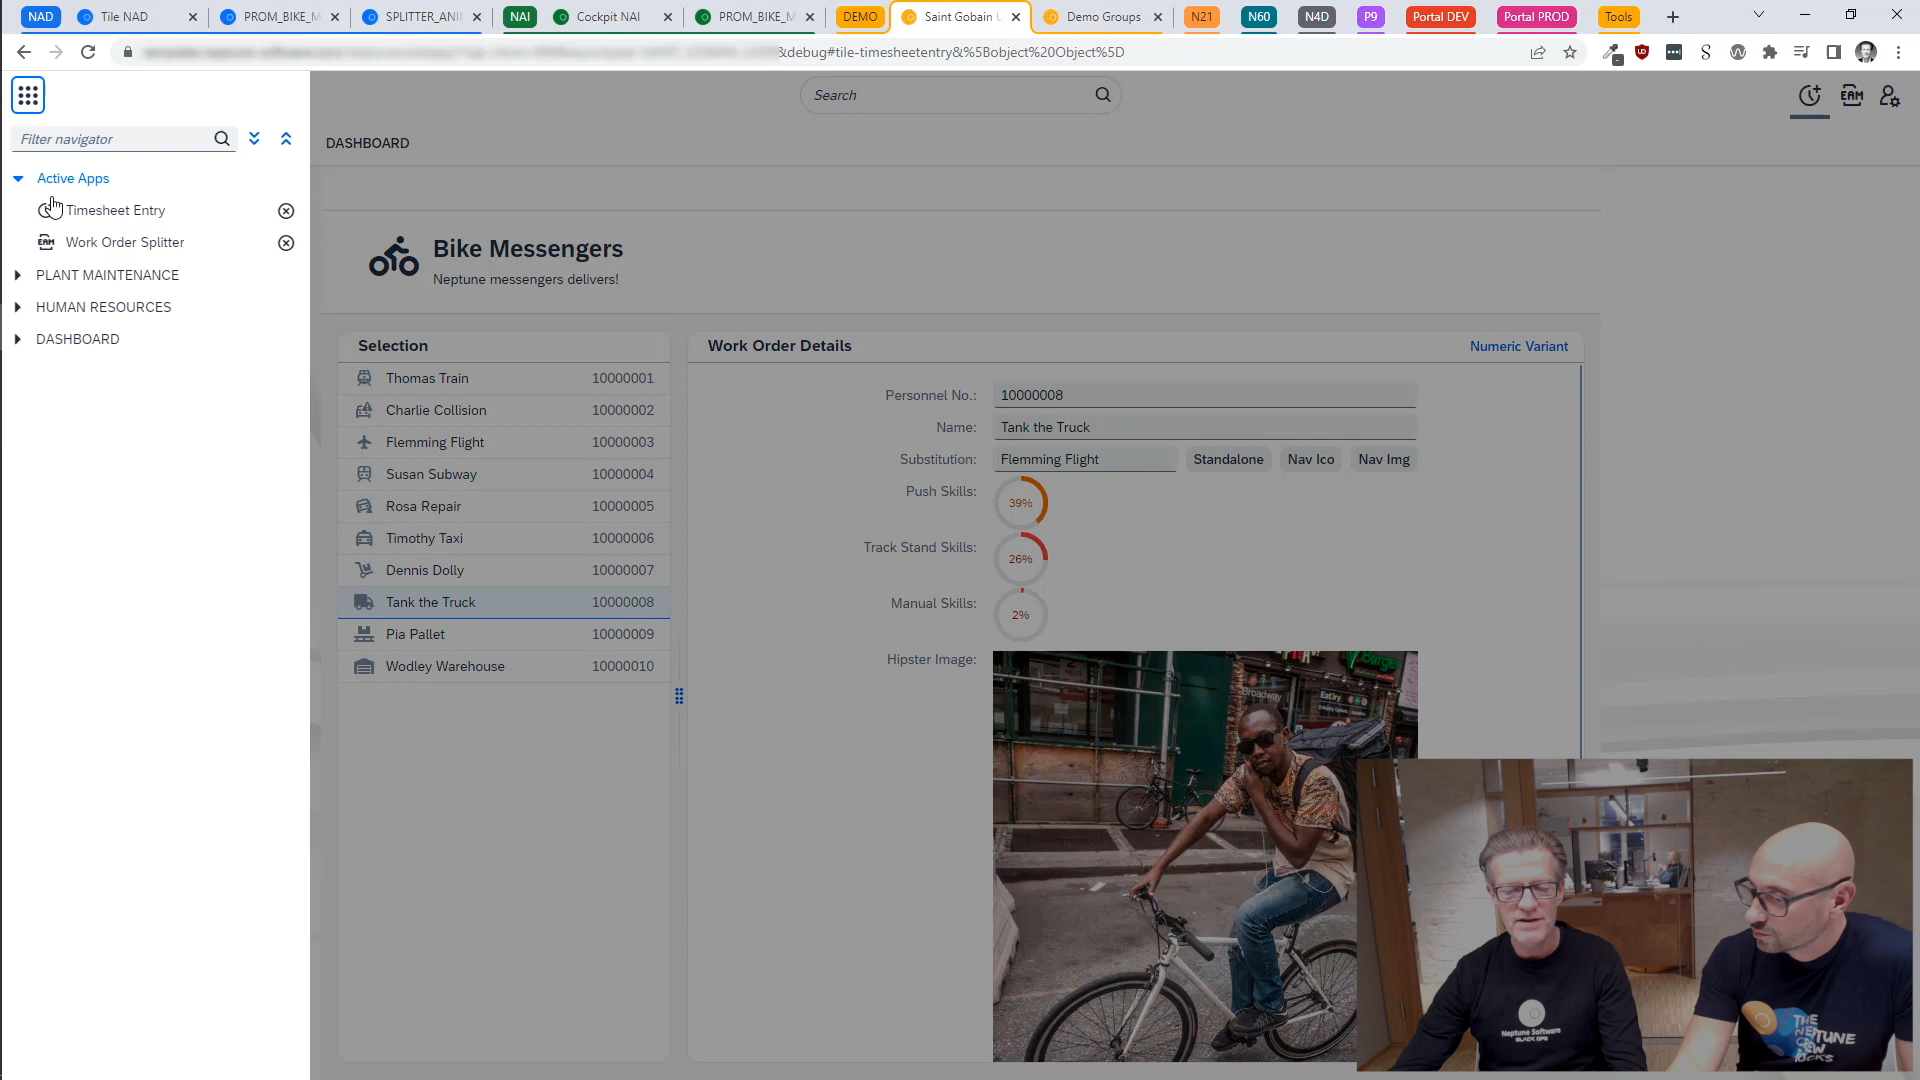 NAD
Tile NAD
PROM_BIKE_M
SPLITTER_ANI
NAI
Cockpit NAI
PROM_BIKE_M
DEMO
Saint Gobain U
Demo Groups
N21
N60
N4D
P9
Portal DEV
Portal PROD
Tools
&debug#tile-timesheetentry&%5Bobject%20Object%5D
Search
EAM
Filter navigator
DASHBOARD
Active Apps
Timesheet Entry
EAM Work Order Splitter
PLANT MAINTENANCE
HUMAN RESOURCES
DASHBOARD
Bike Messengers
Neptune messengers delivers!
Selection
Thomas Train 10000001
Charlie Collision 10000002
Flemming Flight 10000003
Susan Subway 10000004
Rosa Repair 10000005
Timothy Taxi 10000006
Dennis Dolly 10000007
Tank the Truck 10000008
Pia Pallet 10000009
Wodley Warehouse 10000010
Work Order Details
Numeric Variant
Personnel No.: 10000008
Name: Tank the Truck
Substitution: Flemming Flight Standalone Nav Ico Nav Img
Push Skills: 39%
Track Stand Skills: 26%
Manual Skills: 2%
Hipster Image:
Burger
Broadway
Neptune Software
BLACK OPS
THE